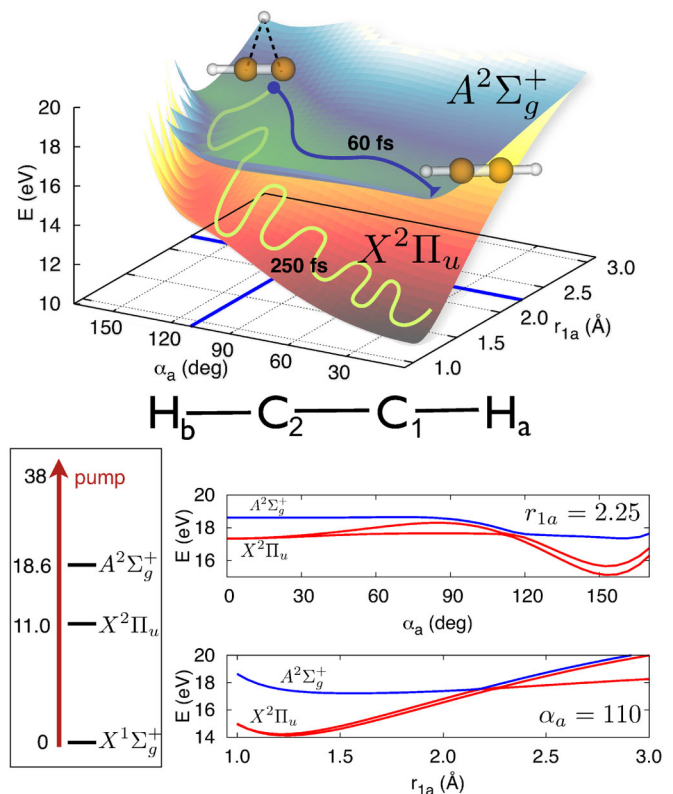 A²Σg⁺
20
18
16
14
12
10
E (eV)
60 fs
X²Πu
250 fs
150
120
90
60
30
αa (deg)
1.0
1.5
2.0
2.5
3.0
r1a (Å)
Hb—C2—C1—Ha
38
pump
18.6
A²Σg⁺
11.0
X²Πu
0
X¹Σg⁺
20
18
16
E (eV)
A²Σg⁺
X²Πu
r1a = 2.25
0 30 60 90 120 150
αa (deg)
20
18
16
14
E (eV)
A²Σg⁺
X²Πu
αa = 110
1.0 1.5 2.0 2.5 3.0
r1a (Å)